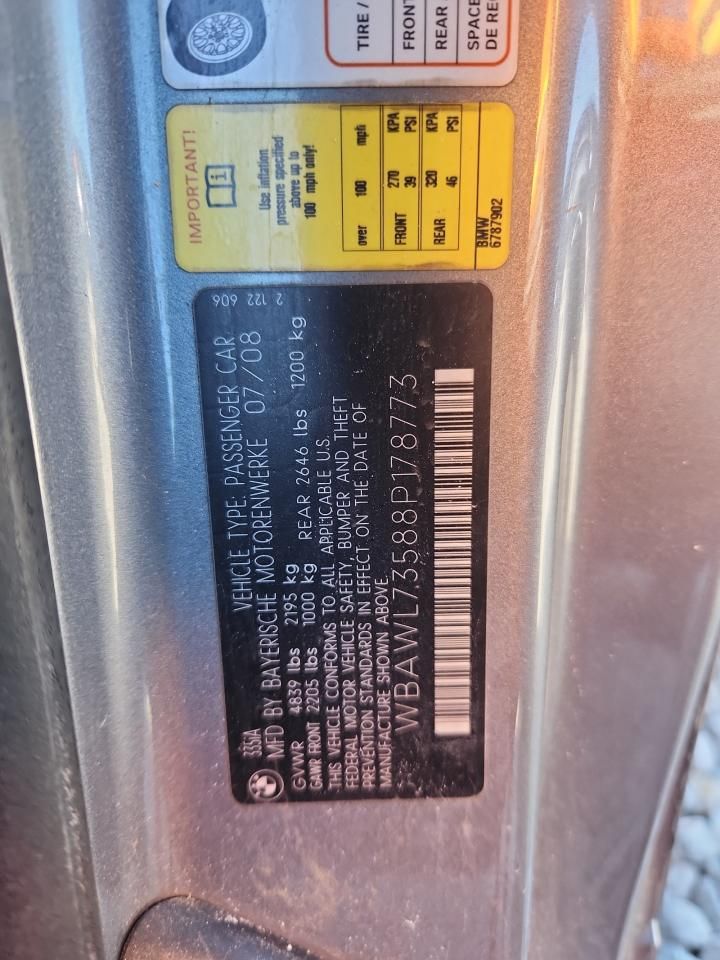 TIRE /
FRONT
REAR
SPACE
DE REC
IMPORTANT!
Use inflation
pressure specified
above up to
100 mph only!
over 100 mph
FRONT 270 KPA
39 PSI
REAR 320 KPA
46 PSI
BMW
6787902
2 122 606
335iA VEHICLE TYPE: PASSENGER CAR
MFD BY BAYERISCHE MOTORENWERKE 07/08
GVWR 4839 lbs 2195 kg
GAWR FRONT 2205 lbs 1000 kg REAR 2646 lbs 1200 kg
THIS VEHICLE CONFORMS TO ALL APPLICABLE U.S.
FEDERAL MOTOR VEHICLE SAFETY, BUMPER AND THEFT
PREVENTION STANDARDS IN EFFECT ON THE DATE OF
MANUFACTURE SHOWN ABOVE.
WBAWL73588P178773